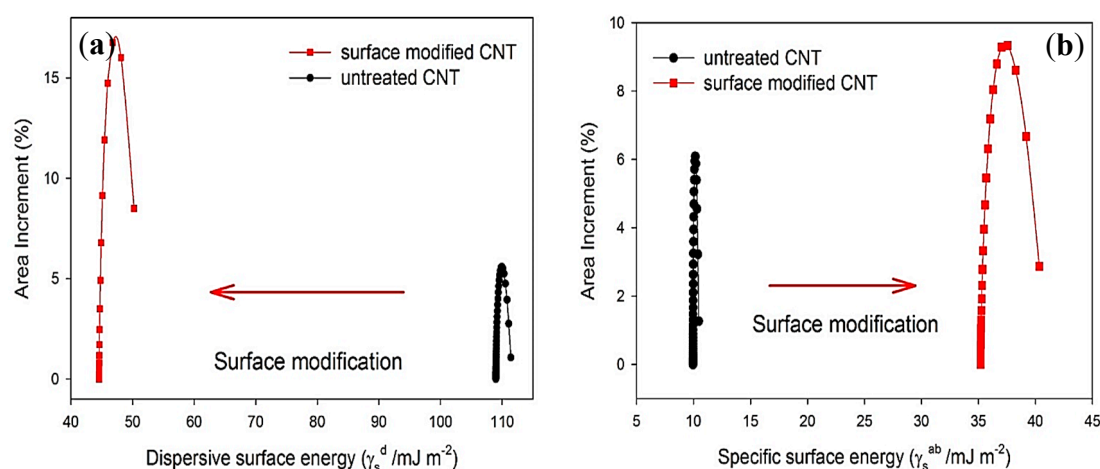 (a)
surface modified CNT
untreated CNT
Area Increment (%)
15
10
5
0
Surface modification
40 50 60 70 80 90 100 110
Dispersive surface energy (γₛᵈ /mJ m⁻²)
(b)
untreated CNT
surface modified CNT
Area Increment (%)
10
8
6
4
2
0
Surface modification
5 10 15 20 25 30 35 40 45
Specific surface energy (γₛᵃᵇ /mJ m⁻²)